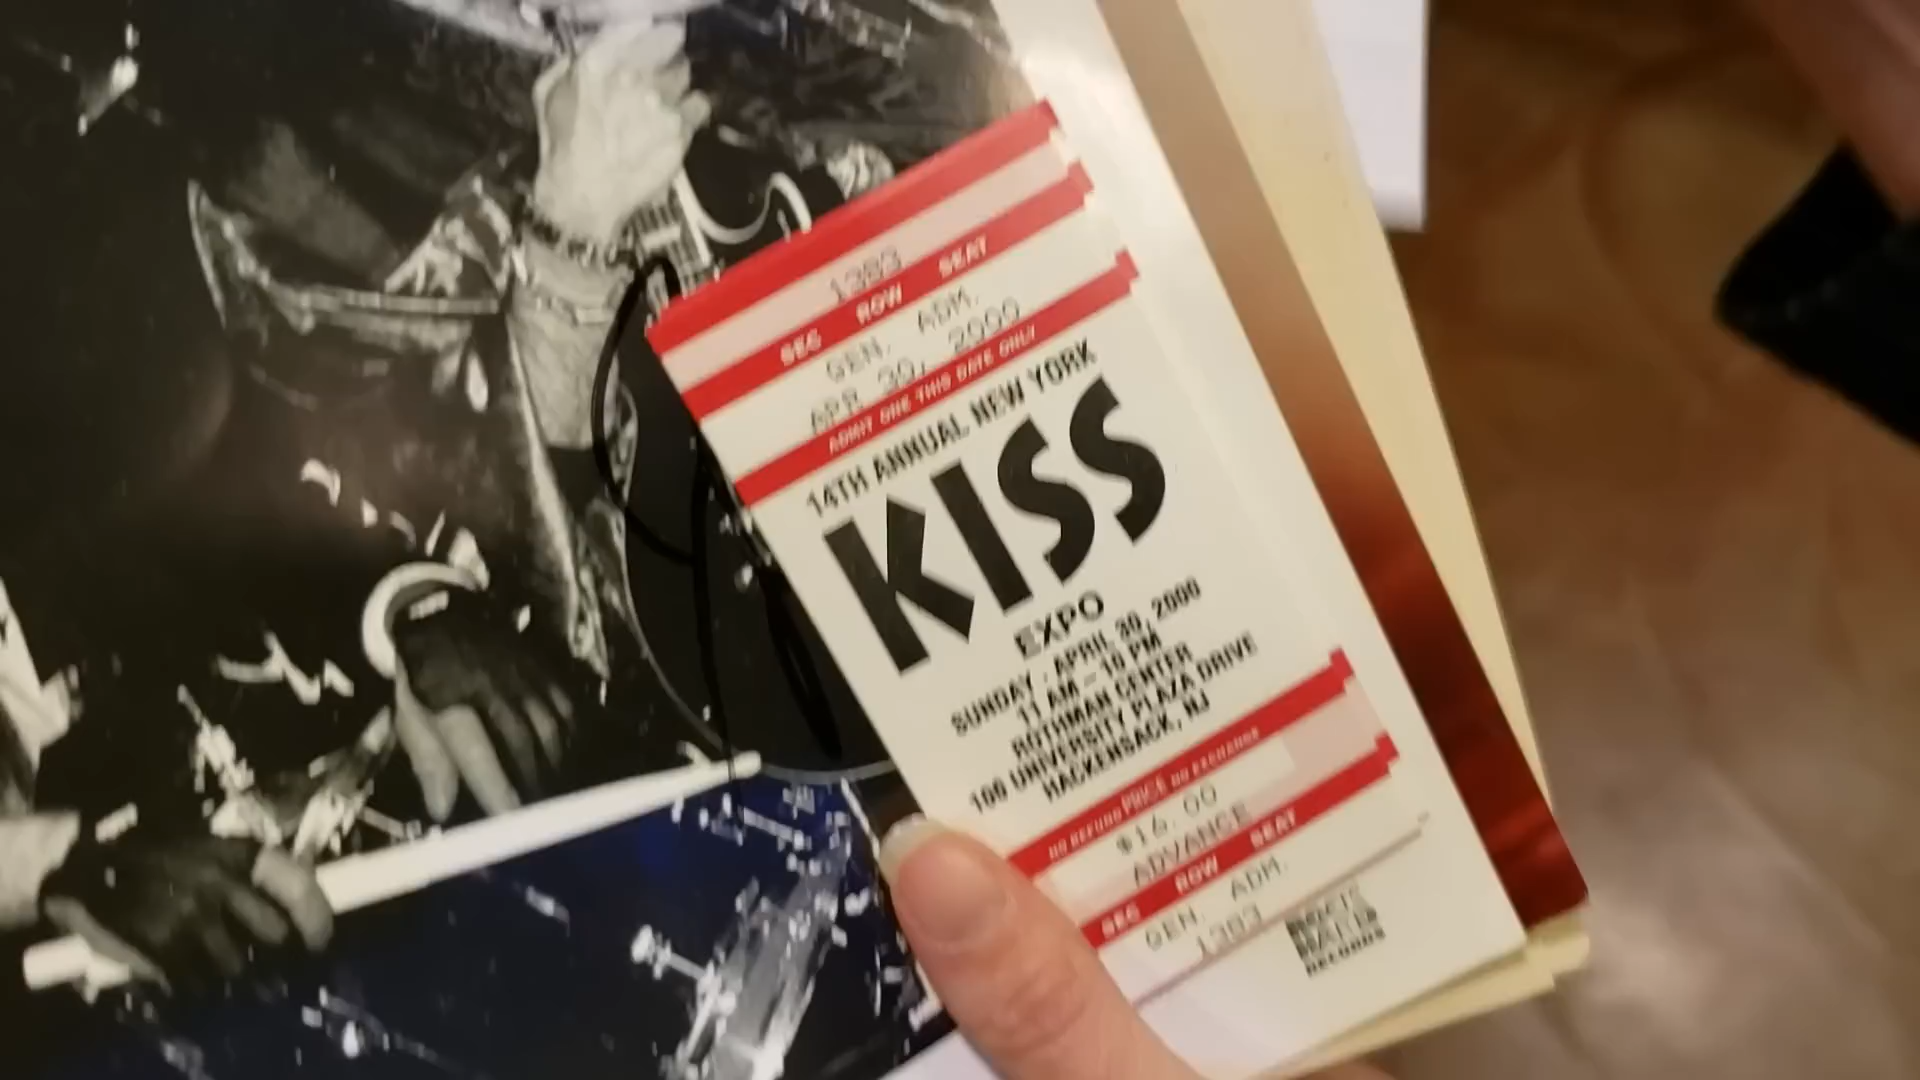 1383
SEC ROW SEAT
GEN. ADM.
APR 30, 2000
ADMIT ONE THIS DATE ONLY
14TH ANNUAL NEW YORK
KISS
EXPO
SUNDAY - APRIL 30, 2000
11 AM - 10 PM
ROTHMAN CENTER
100 UNIVERSITY PLAZA DRIVE
HACKENSACK, NJ
NO REFUND PRICE NO EXCHANGE
$16.00
ADVANCE
SEC ROW SEAT
GEN. ADM.
1383
RECORDS